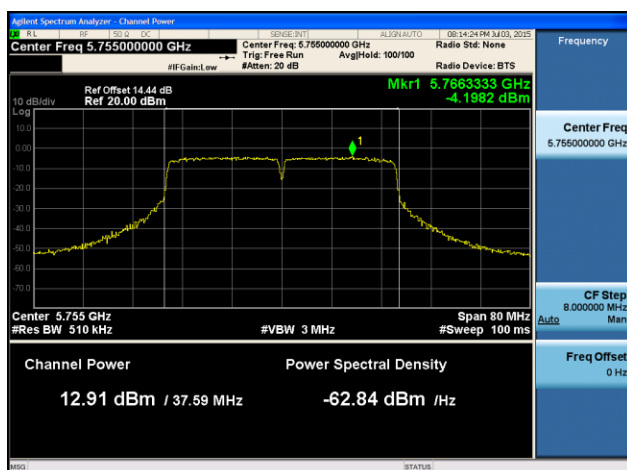 Agilent Spectrum Analyzer - Channel Power
RL RF 50 Ω DC SENSE:INT ALIGN AUTO 08:14:24 PM Jul 03, 2015
Center Freq 5.755000000 GHz Center Freq: 5.755000000 GHz Radio Std: None Frequency
Trig: Free Run Avg|Hold: 100/100
#IFGain:Low #Atten: 20 dB Radio Device: BTS
Mkr1 5.7663333 GHz
Ref Offset 14.44 dB
10 dB/div Ref 20.00 dBm -4.1982 dBm
Log
10.0
1
0.00
-10.0
-20.0
-30.0
-40.0
-50.0
-60.0
-70.0
Center Freq
5.755000000 GHz
Center 5.755 GHz Span 80 MHz
#Res BW 510 kHz #VBW 3 MHz #Sweep 100 ms
CF Step
8.000000 MHz
Auto Man
Channel Power Power Spectral Density
12.91 dBm / 37.59 MHz -62.84 dBm /Hz
Freq Offset
0 Hz
MSG STATUS